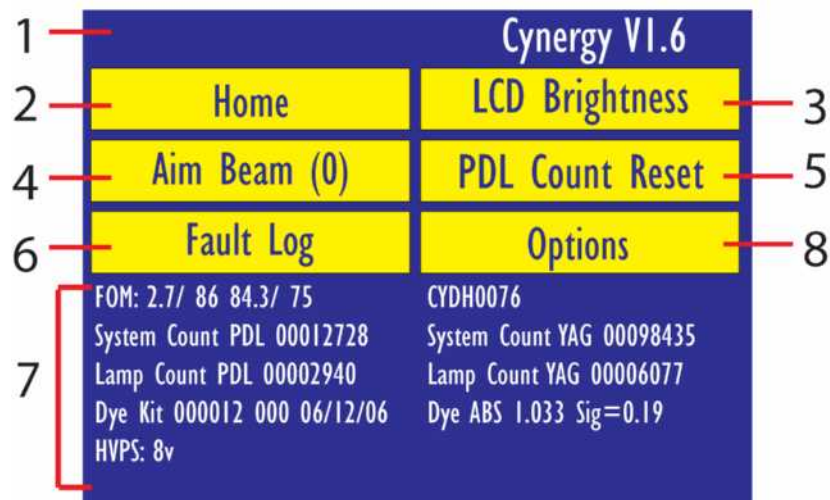 1 Cynergy V1.6
2 Home LCD Brightness 3
4 Aim Beam (0) PDL Count Reset 5
6 Fault Log Options 8
7
FOM: 2.7/ 86 84.3/ 75 CYDH0076
System Count PDL 00012728 System Count YAG 00098435
Lamp Count PDL 00002940 Lamp Count YAG 00006077
Dye Kit 000012 000 06/12/06 Dye ABS 1.033 Sig=0.19
HVPS: 8v